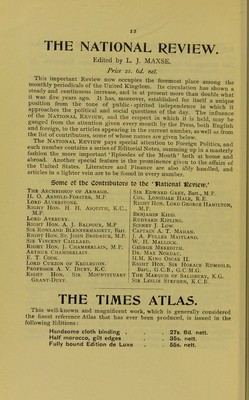 12
THE NATIONAL REVIEW.
Edited by L. J. MAXSE.
Price 2s. 6d. net.
This important Review now occupies the foremost place among the
monthly periodicals of the United Kingdom. Its circulation has shown a
steady and continuous increase, and is at present more than double what
it was five years ago. It has, moreover, established for itself a unique
position from the tone of public-spirited independence in which it
approaches the political and social questions of the day. The influence
of the NATIONAL REVIEW, and the respect in which it is held, may be
gauged from the attention given every month by the Press, both English
and foreign, to the articles appearing in the current number, as well as from
the list of contributors, some of whose names are given below.
The NATIONAL REVIEW pays special attention to Foreign Politics, and
each number contains a series of Editorial Notes, summing up in a masterly
fashion the more important "Episodes of the Month" both at home and
abroad. Another special feature is the prominence given to the affairs of
the United States. Literature and Finance are also ably handled, and
articles in a lighter vein are to be found in every number.
Some of the Contributors to the 'National Review.'
THE ARCHBISHOP OF ARMAGH.
H. O. ARNOLD-FORSTER, M.P
LORD ALVERSTONE.
RIGHT HON. H. H. ASQUITH, K.C.,
M.P
LORD AVEBURY.
RIGHT HON. A. J. BALFOUR, M.P
SIR ROWLAND BLENNERHASSETT, Bart.
RIGHT HON. ST. JOHN BRODRICK, M.P.
SIR VINCENT CAILLARD.
RIGHT HON. J. CHAMBERLAIN, M.P.
ARTHUR CHAMBERLAIN.
E. T. COOK.
LORD CURZON OF KEDLESTON.
PROFESSOR A. V. DICEY, K.C.
RIGHT HON. SIR MOUNTSTUART
GRANT-DUFF.
SIR EDWARD GREY, Bart., M.P.
COL. LONSDALE HALE, R.E.
RIGHT HON. LORD GEORGE HAMILTON,
M.P.
BENJAMIN KIDD.
RUDYARD KIPLING.
SIDNEY J. LOW.
CAPTAIN A. T. MAHAN.
J. A. FULLER MAITLAND.
W. H. MALLOCK.
GEORGE MEREDITH.
DR. MAX NORDAU.
H.M. KING OSCAR II.
RIGHT HON. SIR HORACE RUMBOLD,
Bart., G.C.B., G.C.M.G.
THE MARQUIS OF SALISBURY, K.G.
SIR LESLIE STEPHEN, K.C.B.
THE TIMES ATLAS.
This well-known work, and magnificent work, which is generally considered
the finest reference Atlas that has ever been produced, is issued in the
following Editions:
Handsome cloth binding . . . 27s. 6d. nett.
Half morocco, gilt edges . . . 35s. nett.
Fully bound Edition de Luxe . . . 55s. nett.